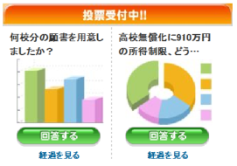 投票受付中!!
何校分の願書を用意し
ましたか?
高校無償化に910万円
の所得制限、どう…
回答する
回答する
経過を見る
経過を見る